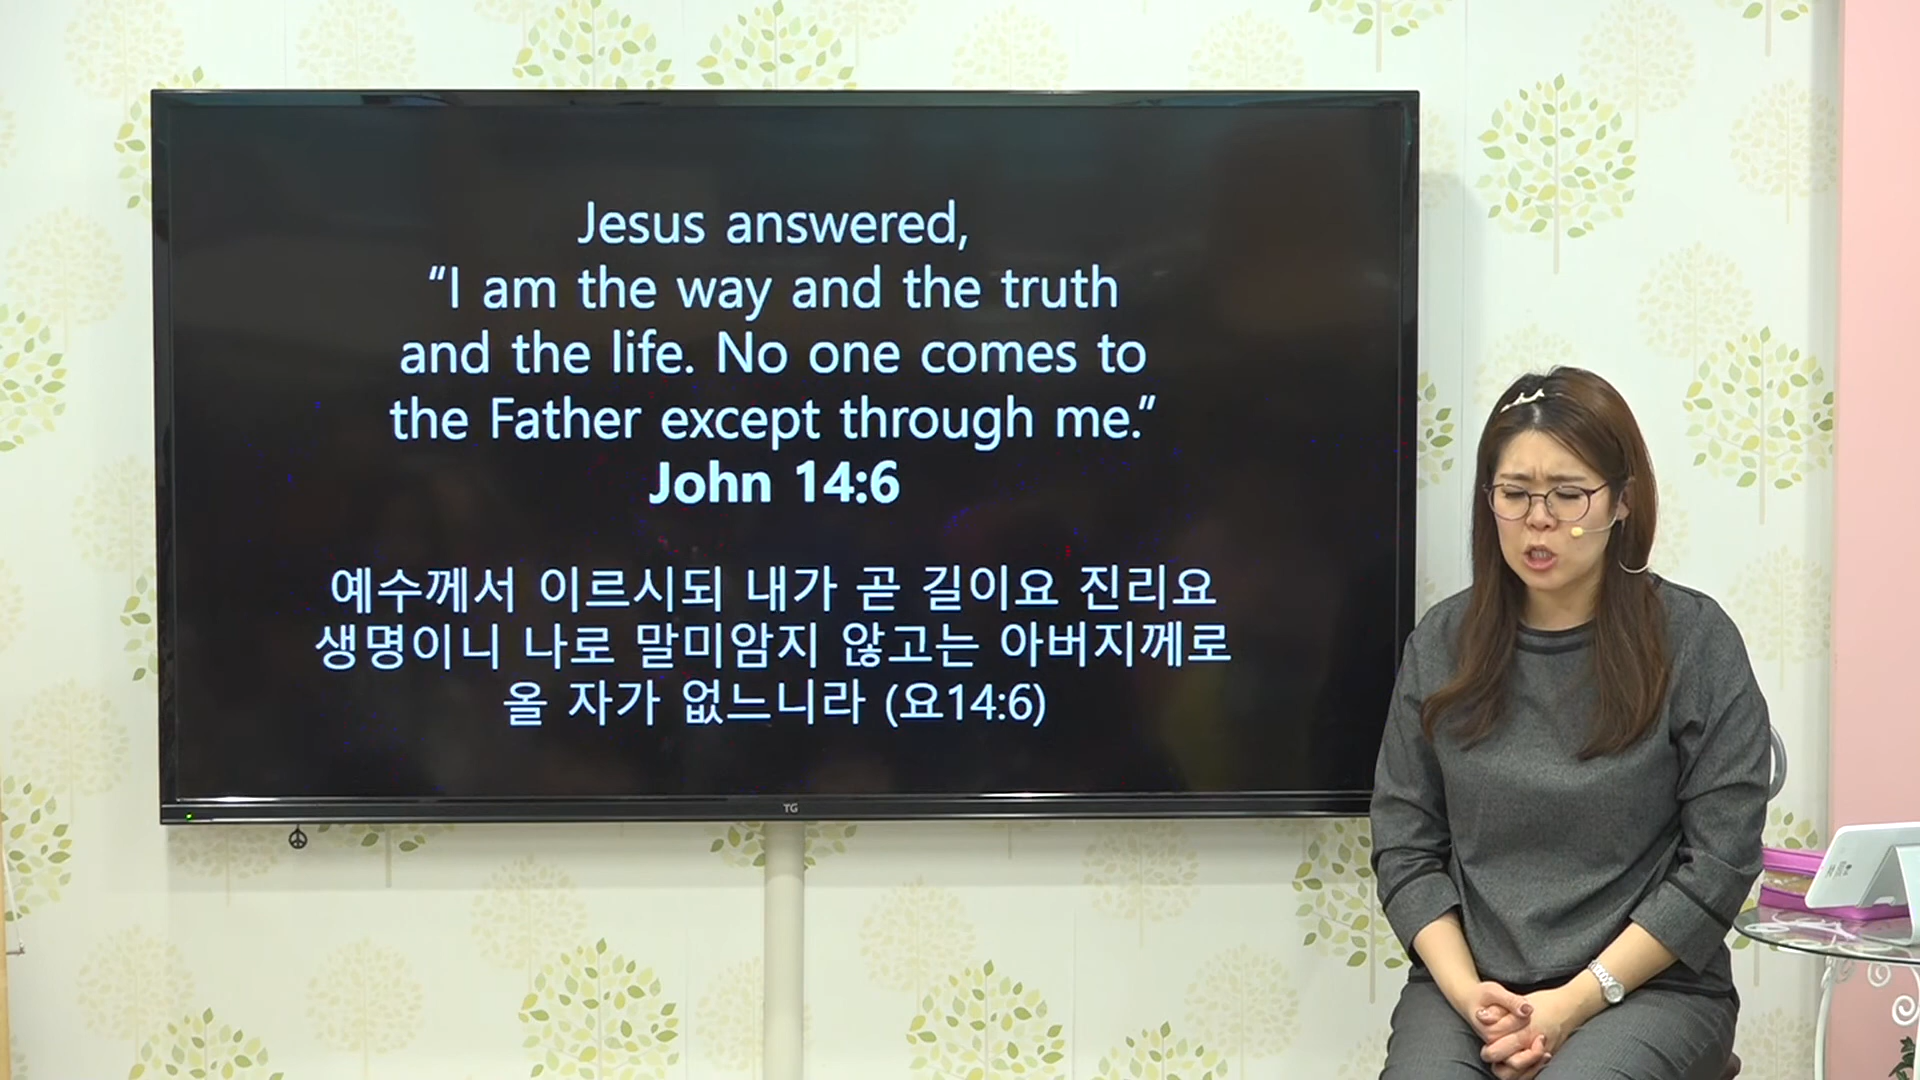 Jesus answered,
“I am the way and the truth
and the life. No one comes to
the Father except through me.”
John 14:6
예수께서 이르시되 내가 곧 길이요 진리요
생명이니 나로 말미암지 않고는 아버지께로
올 자가 없느니라 (요14:6)
TG